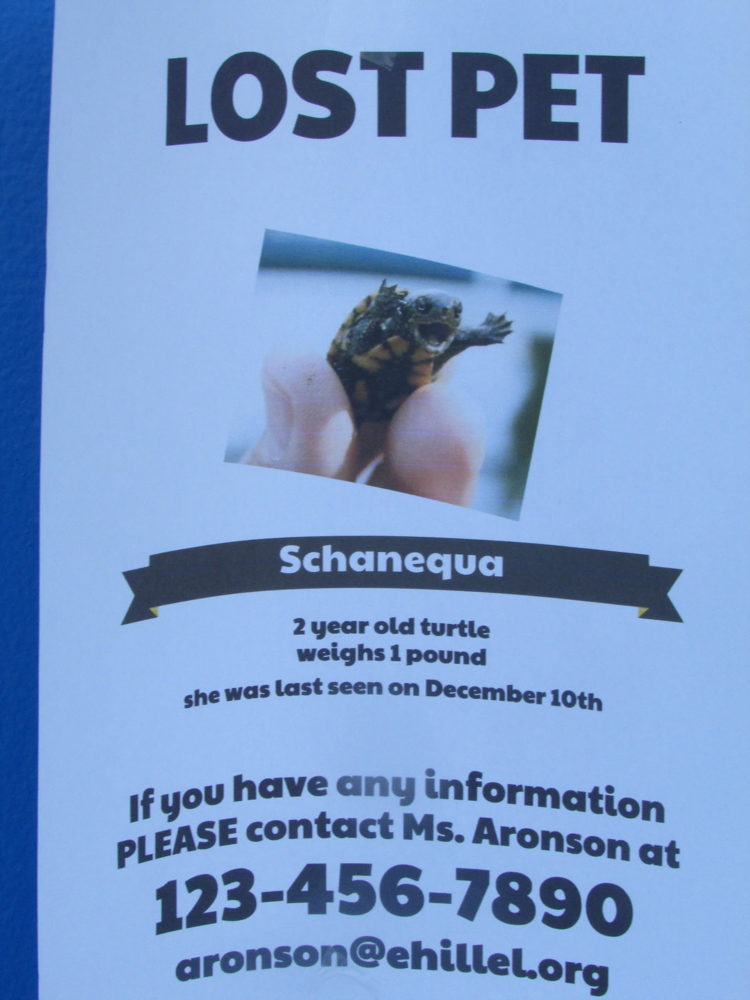 LOST PET
Schanequa
2 year old turtle
weighs 1 pound
she was last seen on December 10th
If you have any information
PLEASE contact Ms. Aronson at
123-456-7890
aronson@ehillel.org